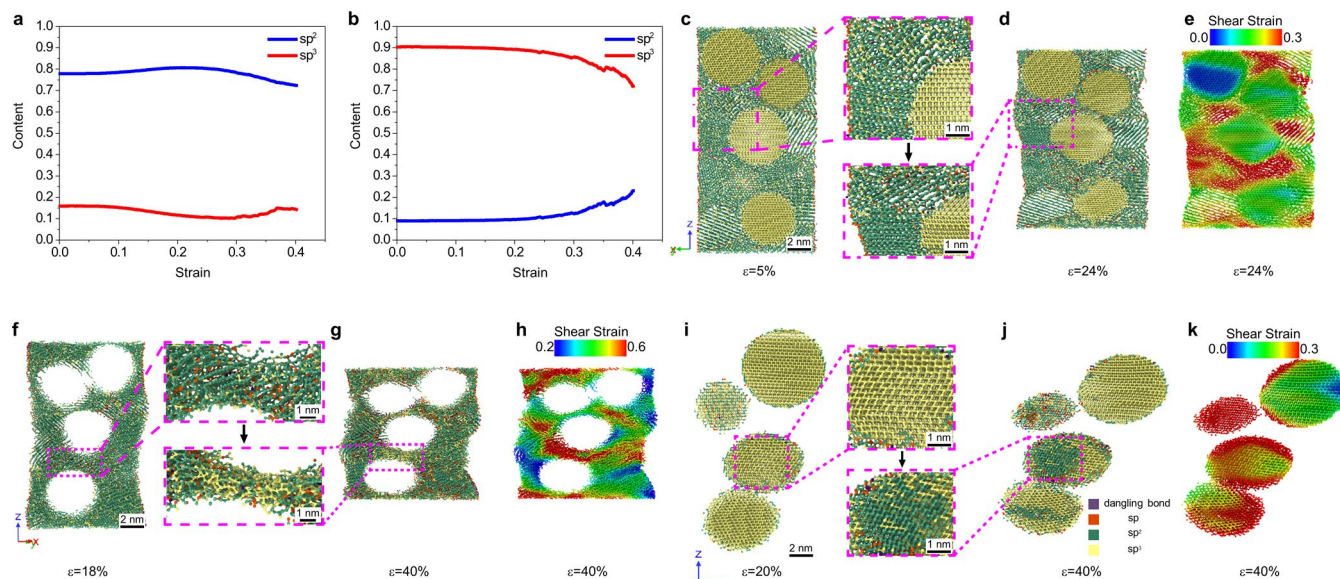 a
sp²
sp³
1.0
0.9
0.8
0.7
0.6
0.5
0.4
0.3
0.2
0.1
0.0
Content
0.0 0.1 0.2 0.3 0.4
Strain
b
sp²
sp³
1.0
0.9
0.8
0.7
0.6
0.5
0.4
0.3
0.2
0.1
0.0
Content
0.0 0.1 0.2 0.3 0.4
Strain
c
1 nm
1 nm
z
2 nm
ε=5%
d
ε=24%
e
Shear Strain
0.0 0.3
ε=24%
f
1 nm
1 nm
z
x
2 nm
ε=18%
g
ε=40%
h
Shear Strain
0.2 0.6
ε=40%
i
1 nm
1 nm
z
2 nm
ε=20%
j
dangling bond
sp
sp²
sp³
ε=40%
k
Shear Strain
0.0 0.3
ε=40%